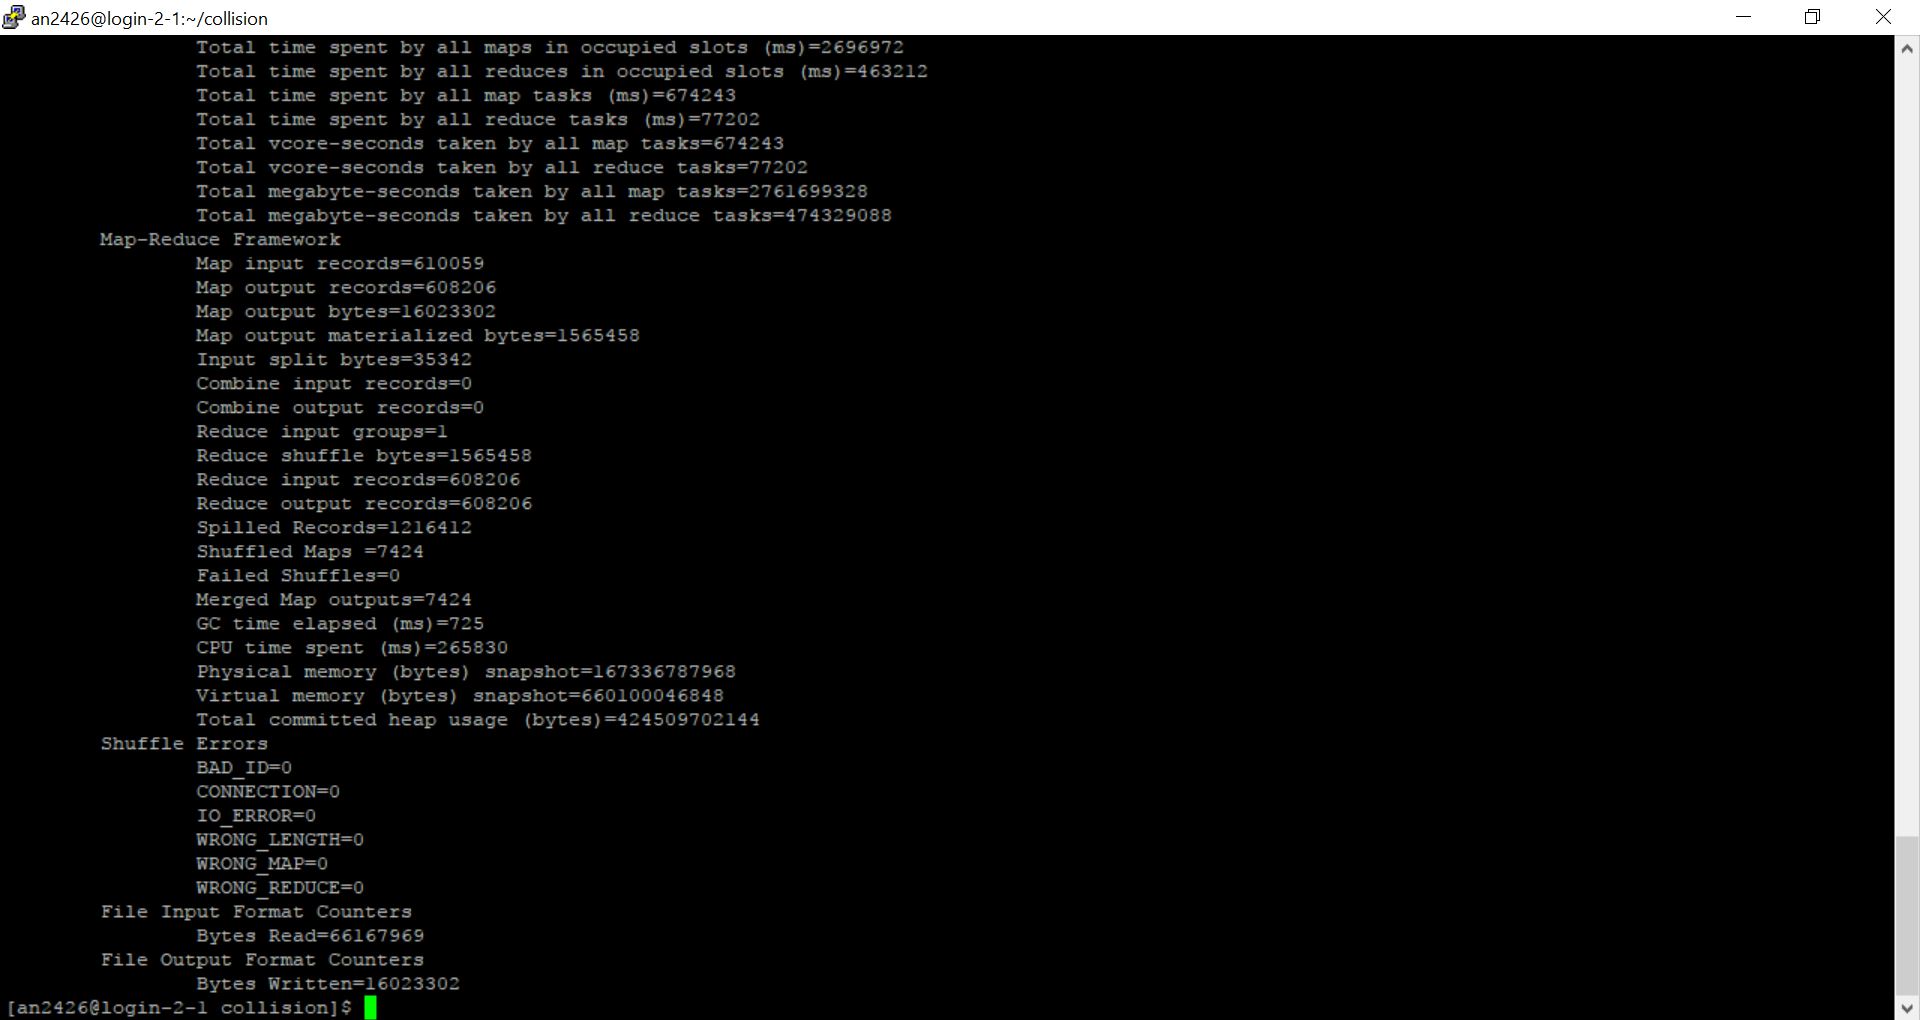 an2426@login-2-1:~/collision
Total time spent by all maps in occupied slots (ms)=2696972
Total time spent by all reduces in occupied slots (ms)=463212
Total time spent by all map tasks (ms)=674243
Total time spent by all reduce tasks (ms)=77202
Total vcore-seconds taken by all map tasks=674243
Total vcore-seconds taken by all reduce tasks=77202
Total megabyte-seconds taken by all map tasks=2761699328
Total megabyte-seconds taken by all reduce tasks=474329088
Map-Reduce Framework
Map input records=610059
Map output records=608206
Map output bytes=16023302
Map output materialized bytes=1565458
Input split bytes=35342
Combine input records=0
Combine output records=0
Reduce input groups=1
Reduce shuffle bytes=1565458
Reduce input records=608206
Reduce output records=608206
Spilled Records=1216412
Shuffled Maps =7424
Failed Shuffles=0
Merged Map outputs=7424
GC time elapsed (ms)=725
CPU time spent (ms)=265830
Physical memory (bytes) snapshot=167336787968
Virtual memory (bytes) snapshot=660100046848
Total committed heap usage (bytes)=424509702144
Shuffle Errors
BAD_ID=0
CONNECTION=0
IO_ERROR=0
WRONG_LENGTH=0
WRONG_MAP=0
WRONG_REDUCE=0
File Input Format Counters
Bytes Read=66167969
File Output Format Counters
Bytes Written=16023302
[an2426@login-2-1 collision]$